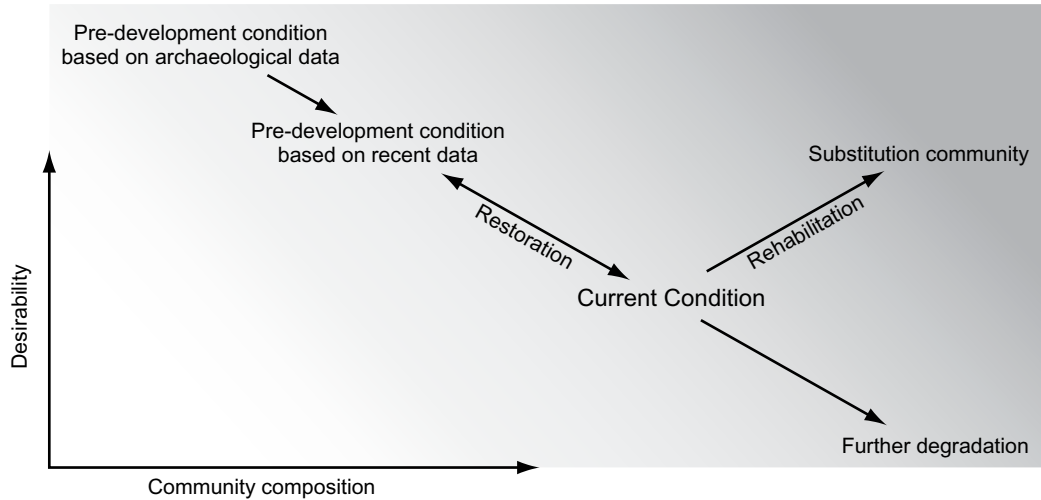 Pre-development condition
based on archaeological data
Pre-development condition
based on recent data
Substitution community
Restoration
Rehabilitation
Current Condition
Desirability
Further degradation
Community composition